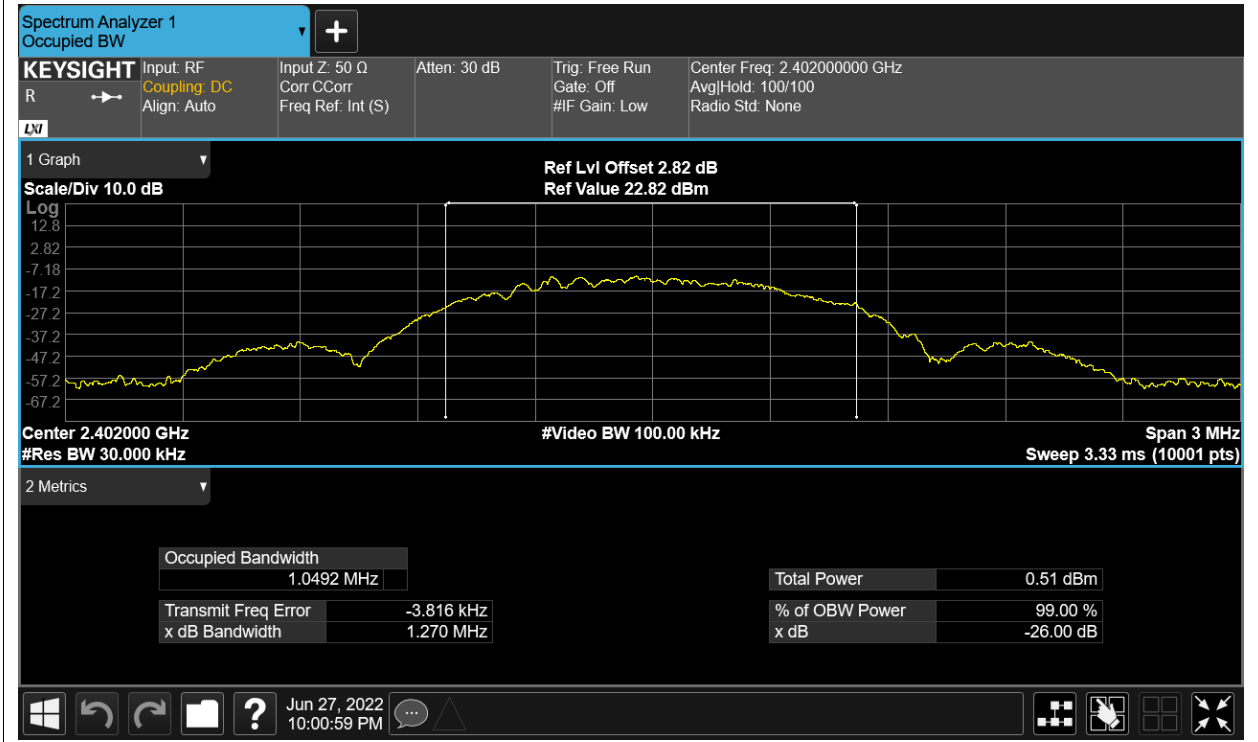 Spectrum Analyzer 1
Occupied BW
KEYSIGHT Input: RF Input Z: 50 Ω Atten: 30 dB Trig: Free Run Center Freq: 2.402000000 GHz
R Coupling: DC Corr CCorr Gate: Off Avg|Hold: 100/100
Align: Auto Freq Ref: Int (S) #IF Gain: Low Radio Std: None
LXI
1 Graph
Ref Lvl Offset 2.82 dB
Scale/Div 10.0 dB Ref Value 22.82 dBm
Log
12.8
2.82
-7.18
-17.2
-27.2
-37.2
-47.2
-57.2
-67.2
Center 2.402000 GHz #Video BW 100.00 kHz Span 3 MHz
#Res BW 30.000 kHz Sweep 3.33 ms (10001 pts)
2 Metrics
Occupied Bandwidth
1.0492 MHz Total Power 0.51 dBm
Transmit Freq Error -3.816 kHz % of OBW Power 99.00 %
x dB Bandwidth 1.270 MHz x dB -26.00 dB
? Jun 27, 2022
10:00:59 PM